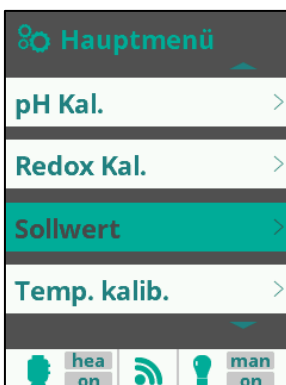 Hauptmenü
pH Kal.
Redox Kal.
Sollwert
Temp. kalib.
hea man
on on